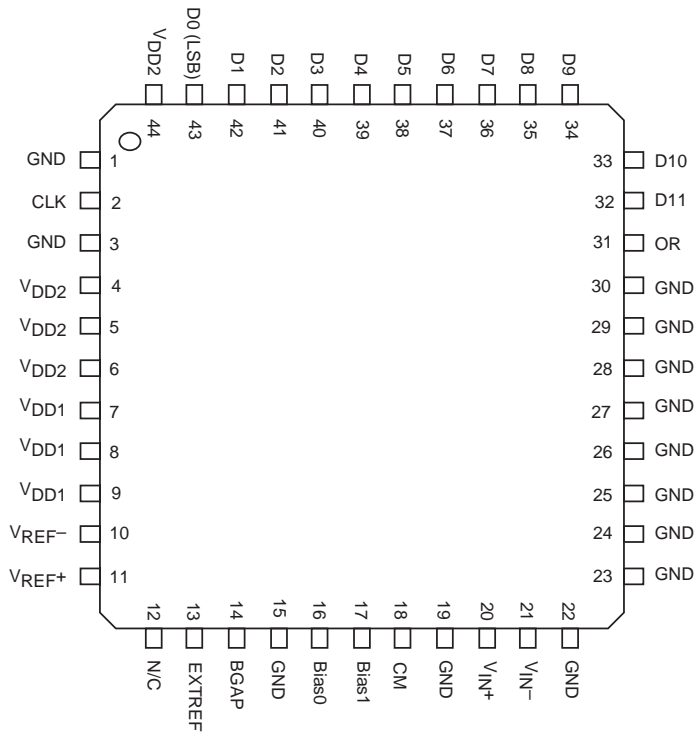 VDD2 D0 (LSB) D1 D2 D3 D4 D5 D6 D7 D8 D9
44 43 42 41 40 39 38 37 36 35 34
GND 1 33 D10
CLK 2 32 D11
GND 3 31 OR
VDD2 4 30 GND
VDD2 5 29 GND
VDD2 6 28 GND
VDD1 7 27 GND
VDD1 8 26 GND
VDD1 9 25 GND
VREF– 10 24 GND
VREF+ 11 23 GND
12 13 14 15 16 17 18 19 20 21 22
N/C EXTREF BGAP GND Bias0 Bias1 CM GND VIN+ VIN– GND